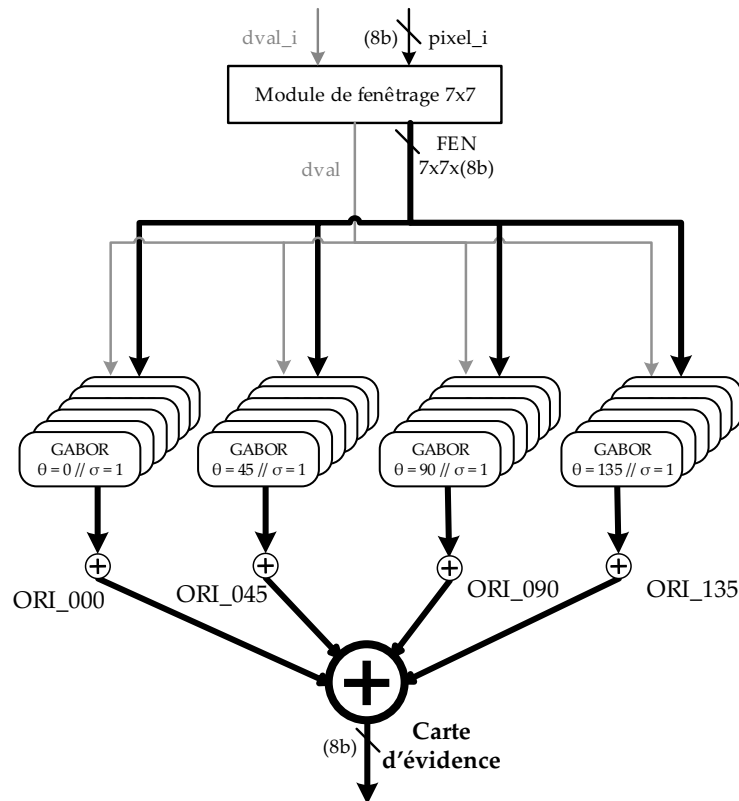 dval_i
(8b)
pixel_i
Module de fenêtrage 7x7
dval
FEN
7x7x(8b)
GABOR
θ = 0 // σ = 1
GABOR
θ = 45 // σ = 1
GABOR
θ = 90 // σ = 1
GABOR
θ = 135 // σ = 1
ORI_000
ORI_045
ORI_090
ORI_135
(8b)
Carte
d'évidence